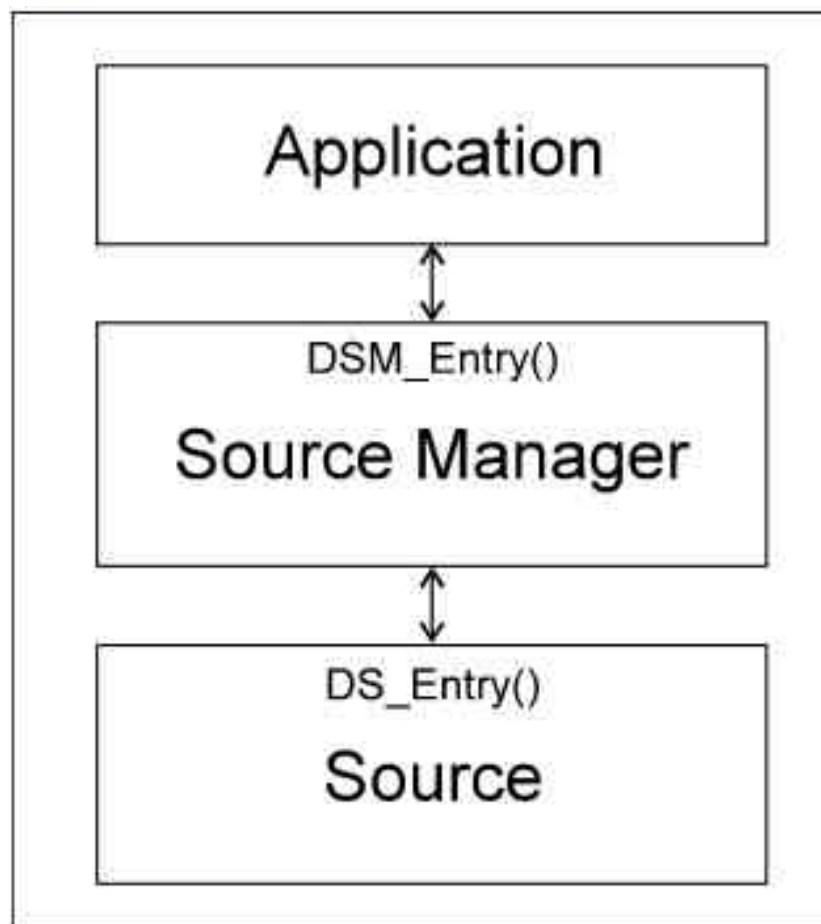 Application
DSM_Entry()
Source Manager
DS_Entry()
Source